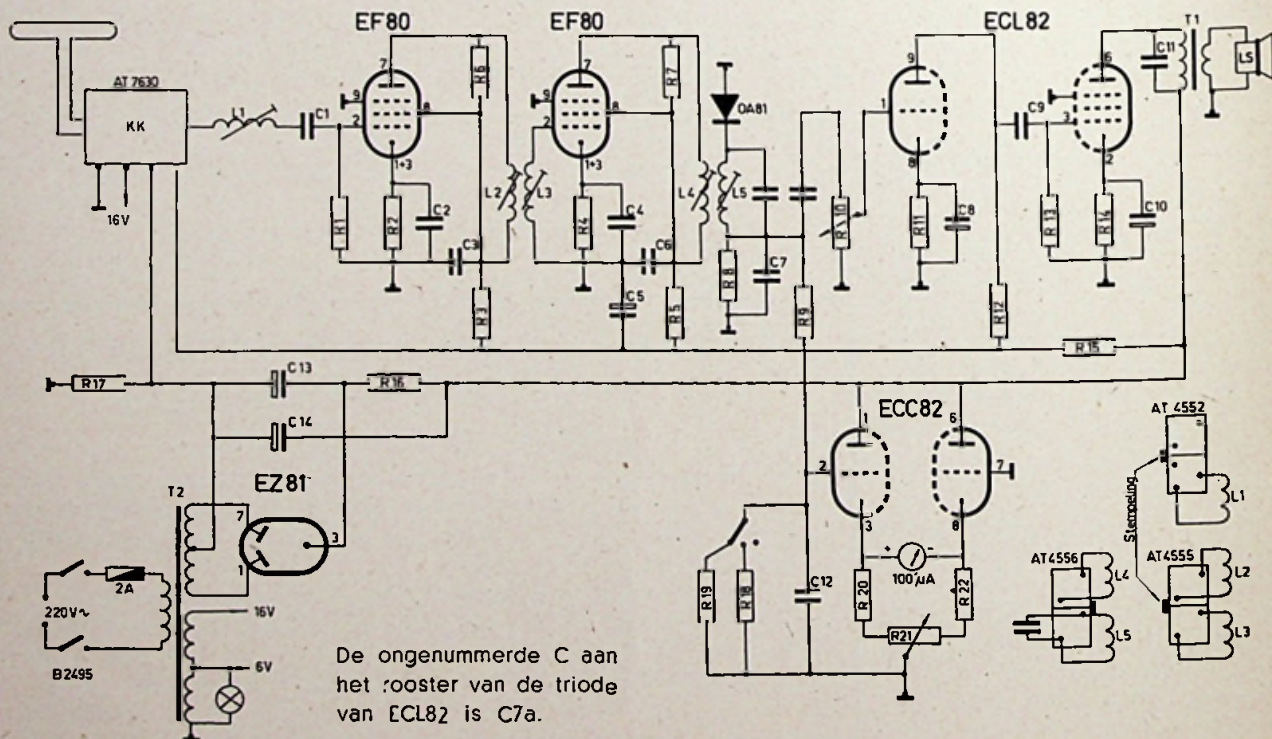 EF80
EF80
ECL82
T1
AT 7630
KK
16V
L1
C1
7
9
2
8
1+3
R6
R1
R2
C2
C3
R3
L2
L3
7
9
2
8
1+3
R7
R4
C4
C5
C6
R5
L4
L5
OA81
R8
C7
R9
R10
9
1
8
R11
C8
R12
C9
6
3
2
R13
R14
C10
C11
LS
R15
R17
C13
R16
C14
EZ81
T2
7
1
3
2A
220V~
B2495
16V
6V
ECC82
1
2
3
6
7
8
+
-
100µA
R19
R18
C12
R20
R21
R22
AT 4552
L1
Stempeling
AT4556
L4
L5
AT4555
L2
L3
De ongenummerde C aan
het rooster van de triode
van ECL82 is C7a.